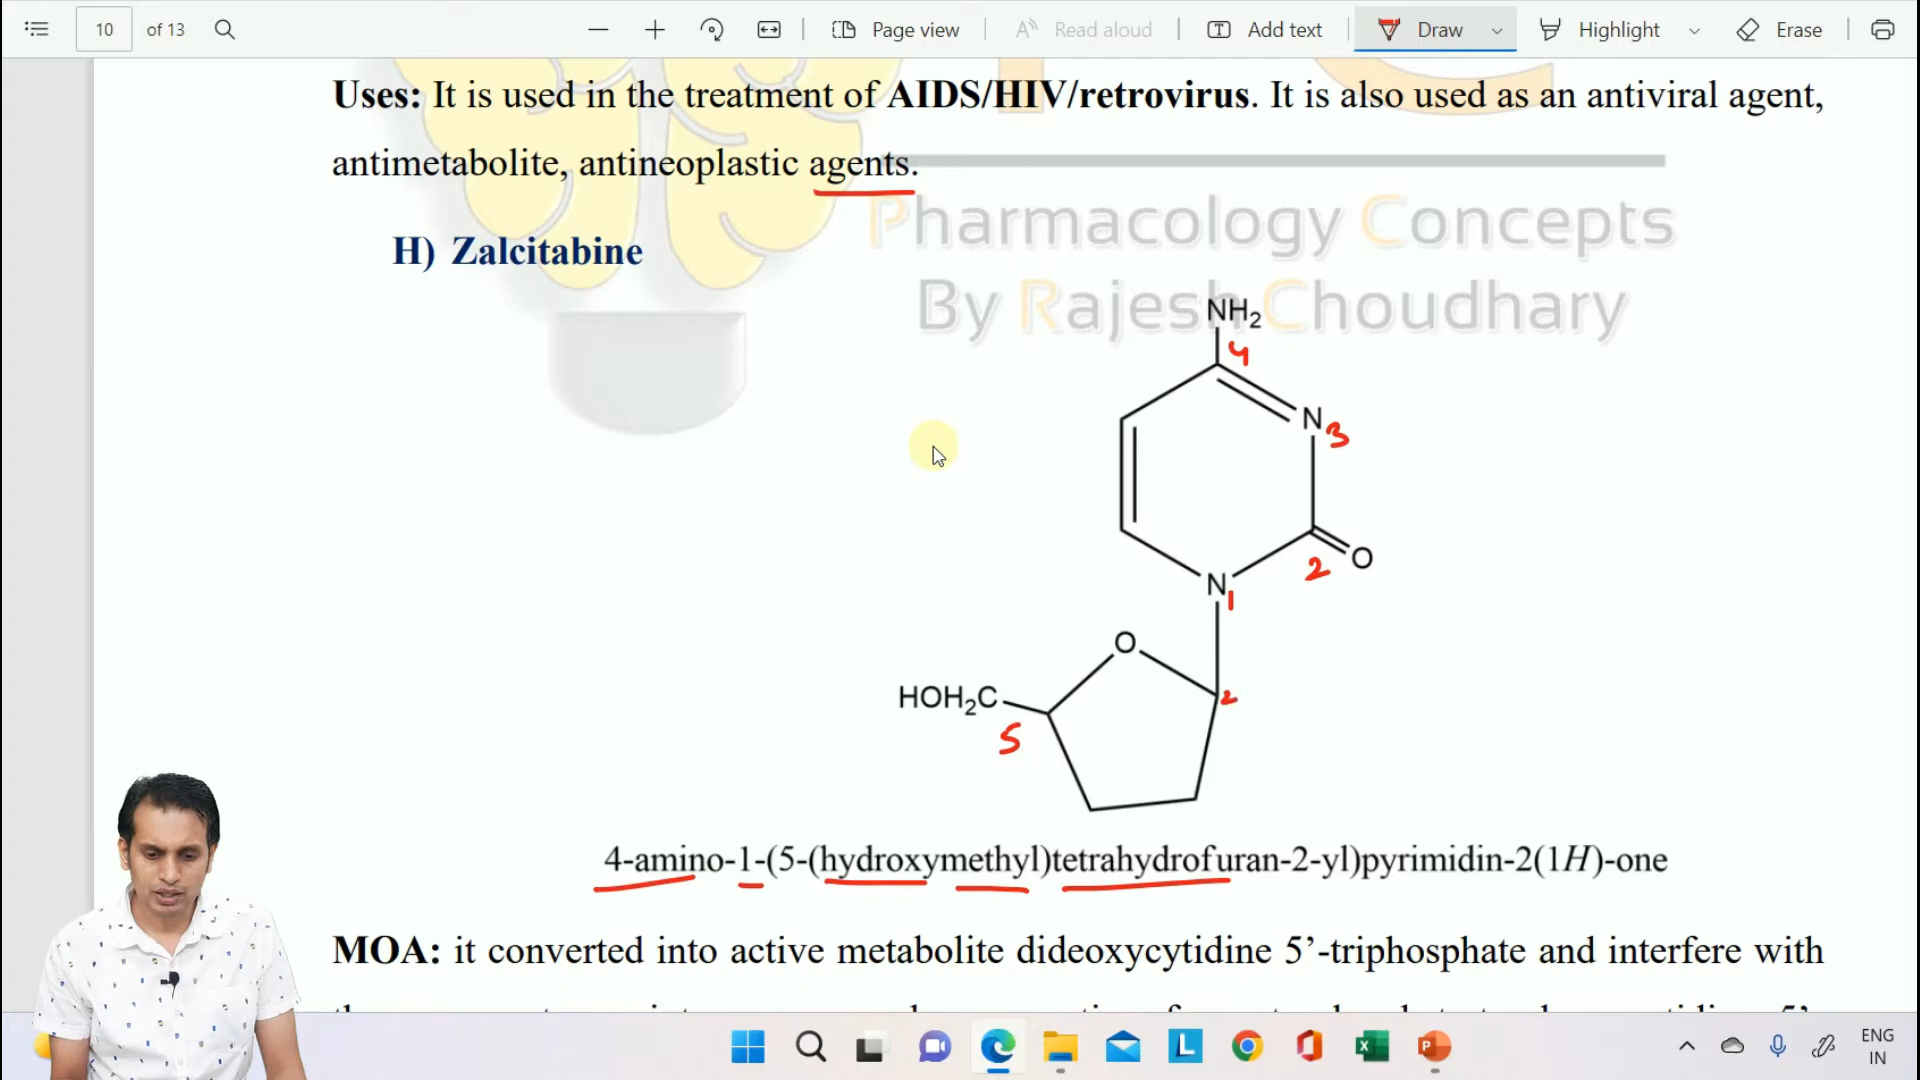 10 of 13 Page view Read aloud Add text Draw Highlight Erase
Uses: It is used in the treatment of AIDS/HIV/retrovirus. It is also used as an antiviral agent,
antimetabolite, antineoplastic agents.
Pharmacology Concepts
H) Zalcitabine
By Rajesh Choudhary
NH2
4
N
3
O
2
N
1
O
HOH2C
2
5
4-amino-1-(5-(hydroxymethyl)tetrahydrofuran-2-yl)pyrimidin-2(1H)-one
MOA: it converted into active metabolite dideoxycytidine 5’-triphosphate and interfere with
ENG
IN